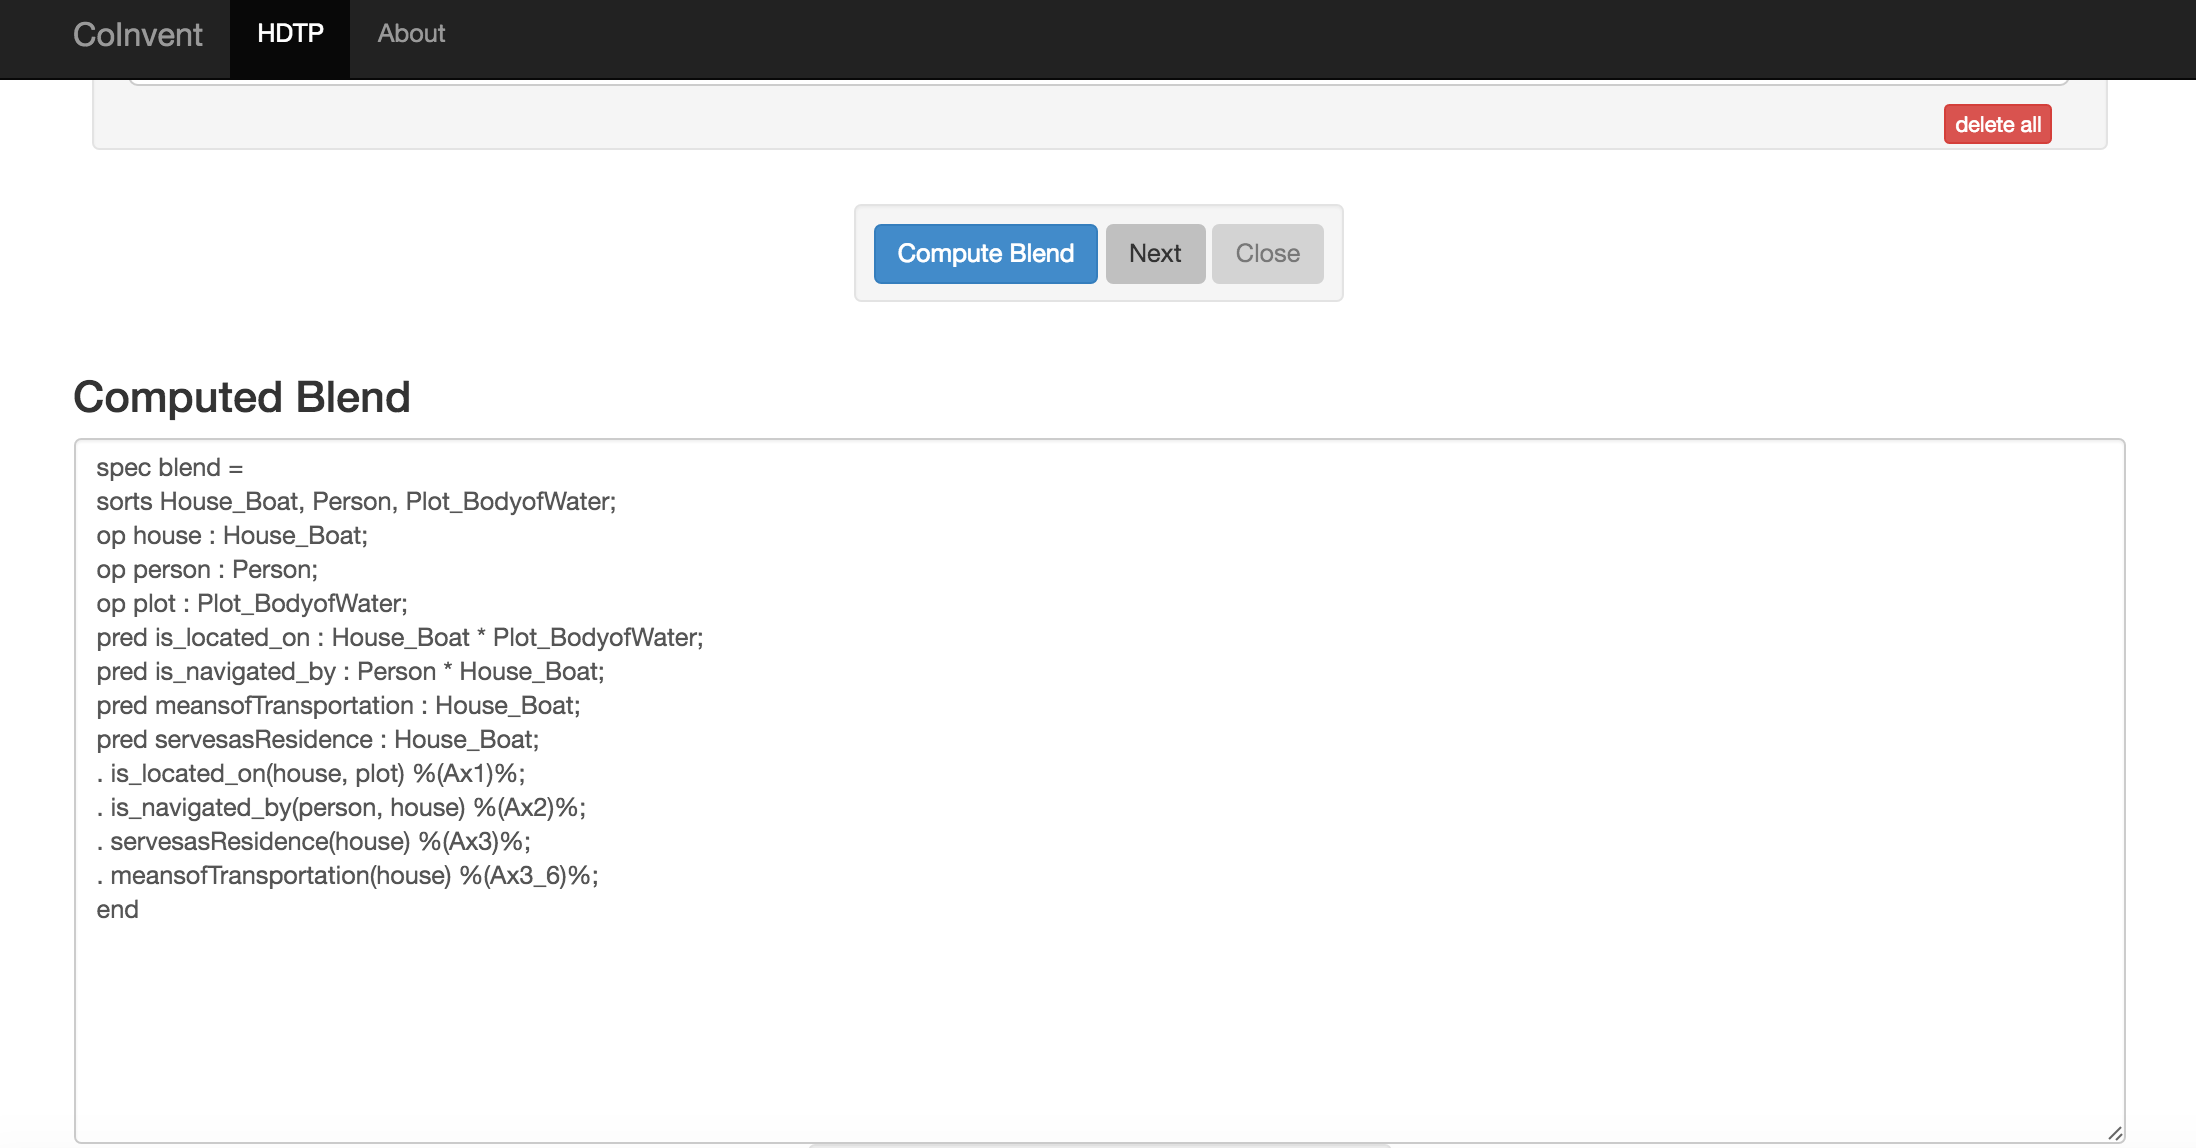 CoInvent HDTP About
delete all
Compute Blend Next Close
Computed Blend
spec blend =
sorts House_Boat, Person, Plot_BodyofWater;
op house : House_Boat;
op person : Person;
op plot : Plot_BodyofWater;
pred is_located_on : House_Boat * Plot_BodyofWater;
pred is_navigated_by : Person * House_Boat;
pred meansofTransportation : House_Boat;
pred servesasResidence : House_Boat;
. is_located_on(house, plot) %(Ax1)%;
. is_navigated_by(person, house) %(Ax2)%;
. servesasResidence(house) %(Ax3)%;
. meansofTransportation(house) %(Ax3_6)%;
end